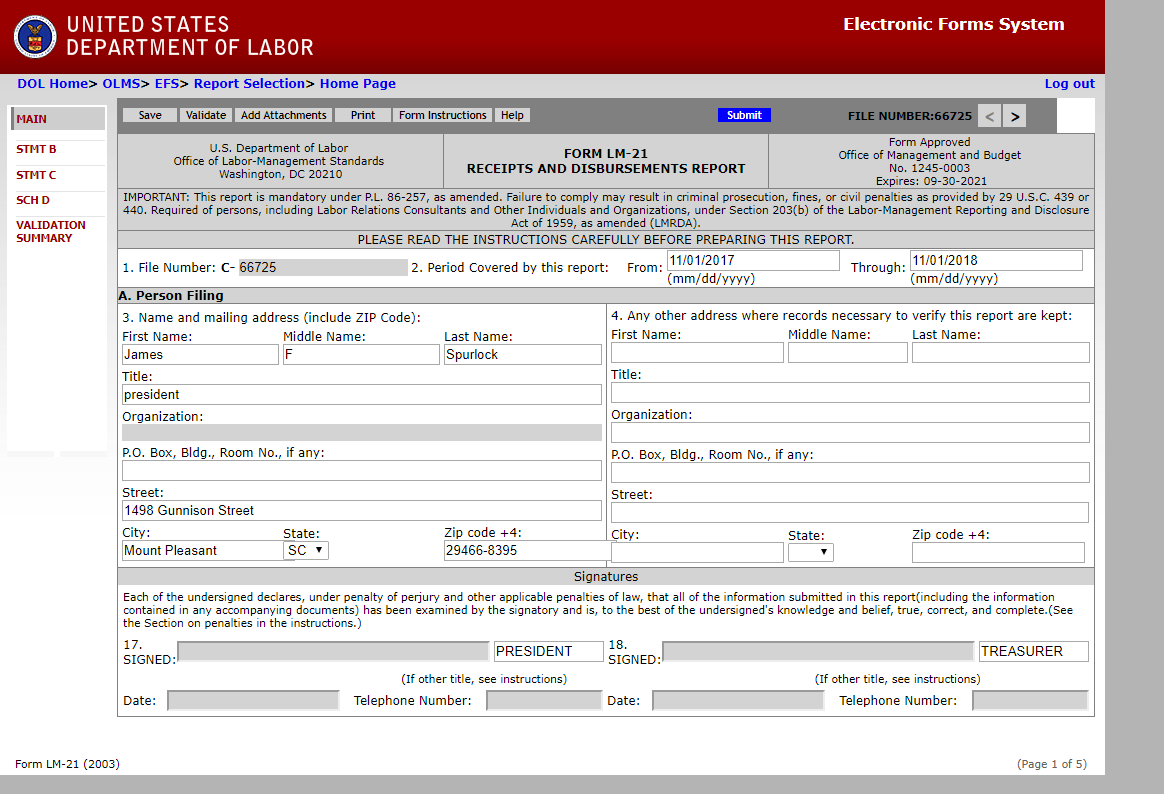 UNITED STATES
DEPARTMENT OF LABOR
Electronic Forms System
DOL Home> OLMS> EFS> Report Selection> Home Page
Log out
MAIN
STMT B
STMT C
SCH D
VALIDATION
SUMMARY
Save Validate Add Attachments Print Form Instructions Help Submit FILE NUMBER:66725 < >
U.S. Department of Labor
Office of Labor-Management Standards
Washington, DC 20210
FORM LM-21
RECEIPTS AND DISBURSEMENTS REPORT
Form Approved
Office of Management and Budget
No. 1245-0003
Expires: 09-30-2021
IMPORTANT: This report is mandatory under P.L. 86-257, as amended. Failure to comply may result in criminal prosecution, fines, or civil penalties as provided by 29 U.S.C. 439 or
440. Required of persons, including Labor Relations Consultants and Other Individuals and Organizations, under Section 203(b) of the Labor-Management Reporting and Disclosure
Act of 1959, as amended (LMRDA).
PLEASE READ THE INSTRUCTIONS CAREFULLY BEFORE PREPARING THIS REPORT.
1. File Number: C- 66725 2. Period Covered by this report: From: 11/01/2017 Through: 11/01/2018
(mm/dd/yyyy) (mm/dd/yyyy)
A. Person Filing
3. Name and mailing address (include ZIP Code):
First Name: Middle Name: Last Name:
James F Spurlock
Title:
president
Organization:
P.O. Box, Bldg., Room No., if any:
Street:
1498 Gunnison Street
City: State: Zip code +4:
Mount Pleasant SC ▼ 29466-8395
4. Any other address where records necessary to verify this report are kept:
First Name: Middle Name: Last Name:
Title:
Organization:
P.O. Box, Bldg., Room No., if any:
Street:
City: State: Zip code +4:
▼
Signatures
Each of the undersigned declares, under penalty of perjury and other applicable penalties of law, that all of the information submitted in this report(including the information
contained in any accompanying documents) has been examined by the signatory and is, to the best of the undersigned's knowledge and belief, true, correct, and complete.(See
the Section on penalties in the instructions.)
17.
SIGNED: PRESIDENT
(If other title, see instructions)
Date: Telephone Number:
18.
SIGNED: TREASURER
(If other title, see instructions)
Date: Telephone Number:
Form LM-21 (2003)
(Page 1 of 5)